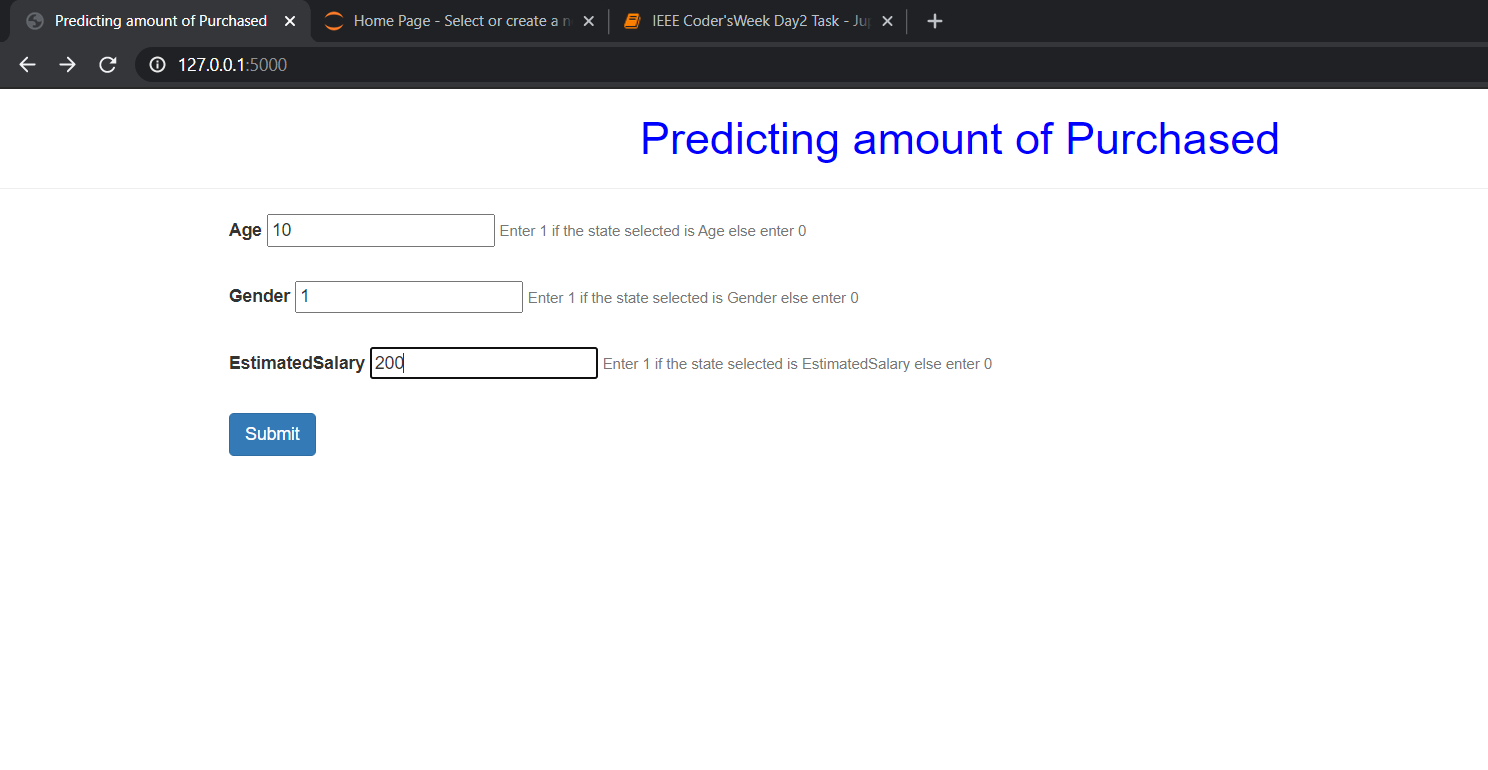 Predicting amount of Purchased
Home Page - Select or create a n
IEEE Coder'sWeek Day2 Task - Jup
127.0.0.1:5000
Predicting amount of Purchased
Age 10 Enter 1 if the state selected is Age else enter 0
Gender 1 Enter 1 if the state selected is Gender else enter 0
EstimatedSalary 200 Enter 1 if the state selected is EstimatedSalary else enter 0
Submit